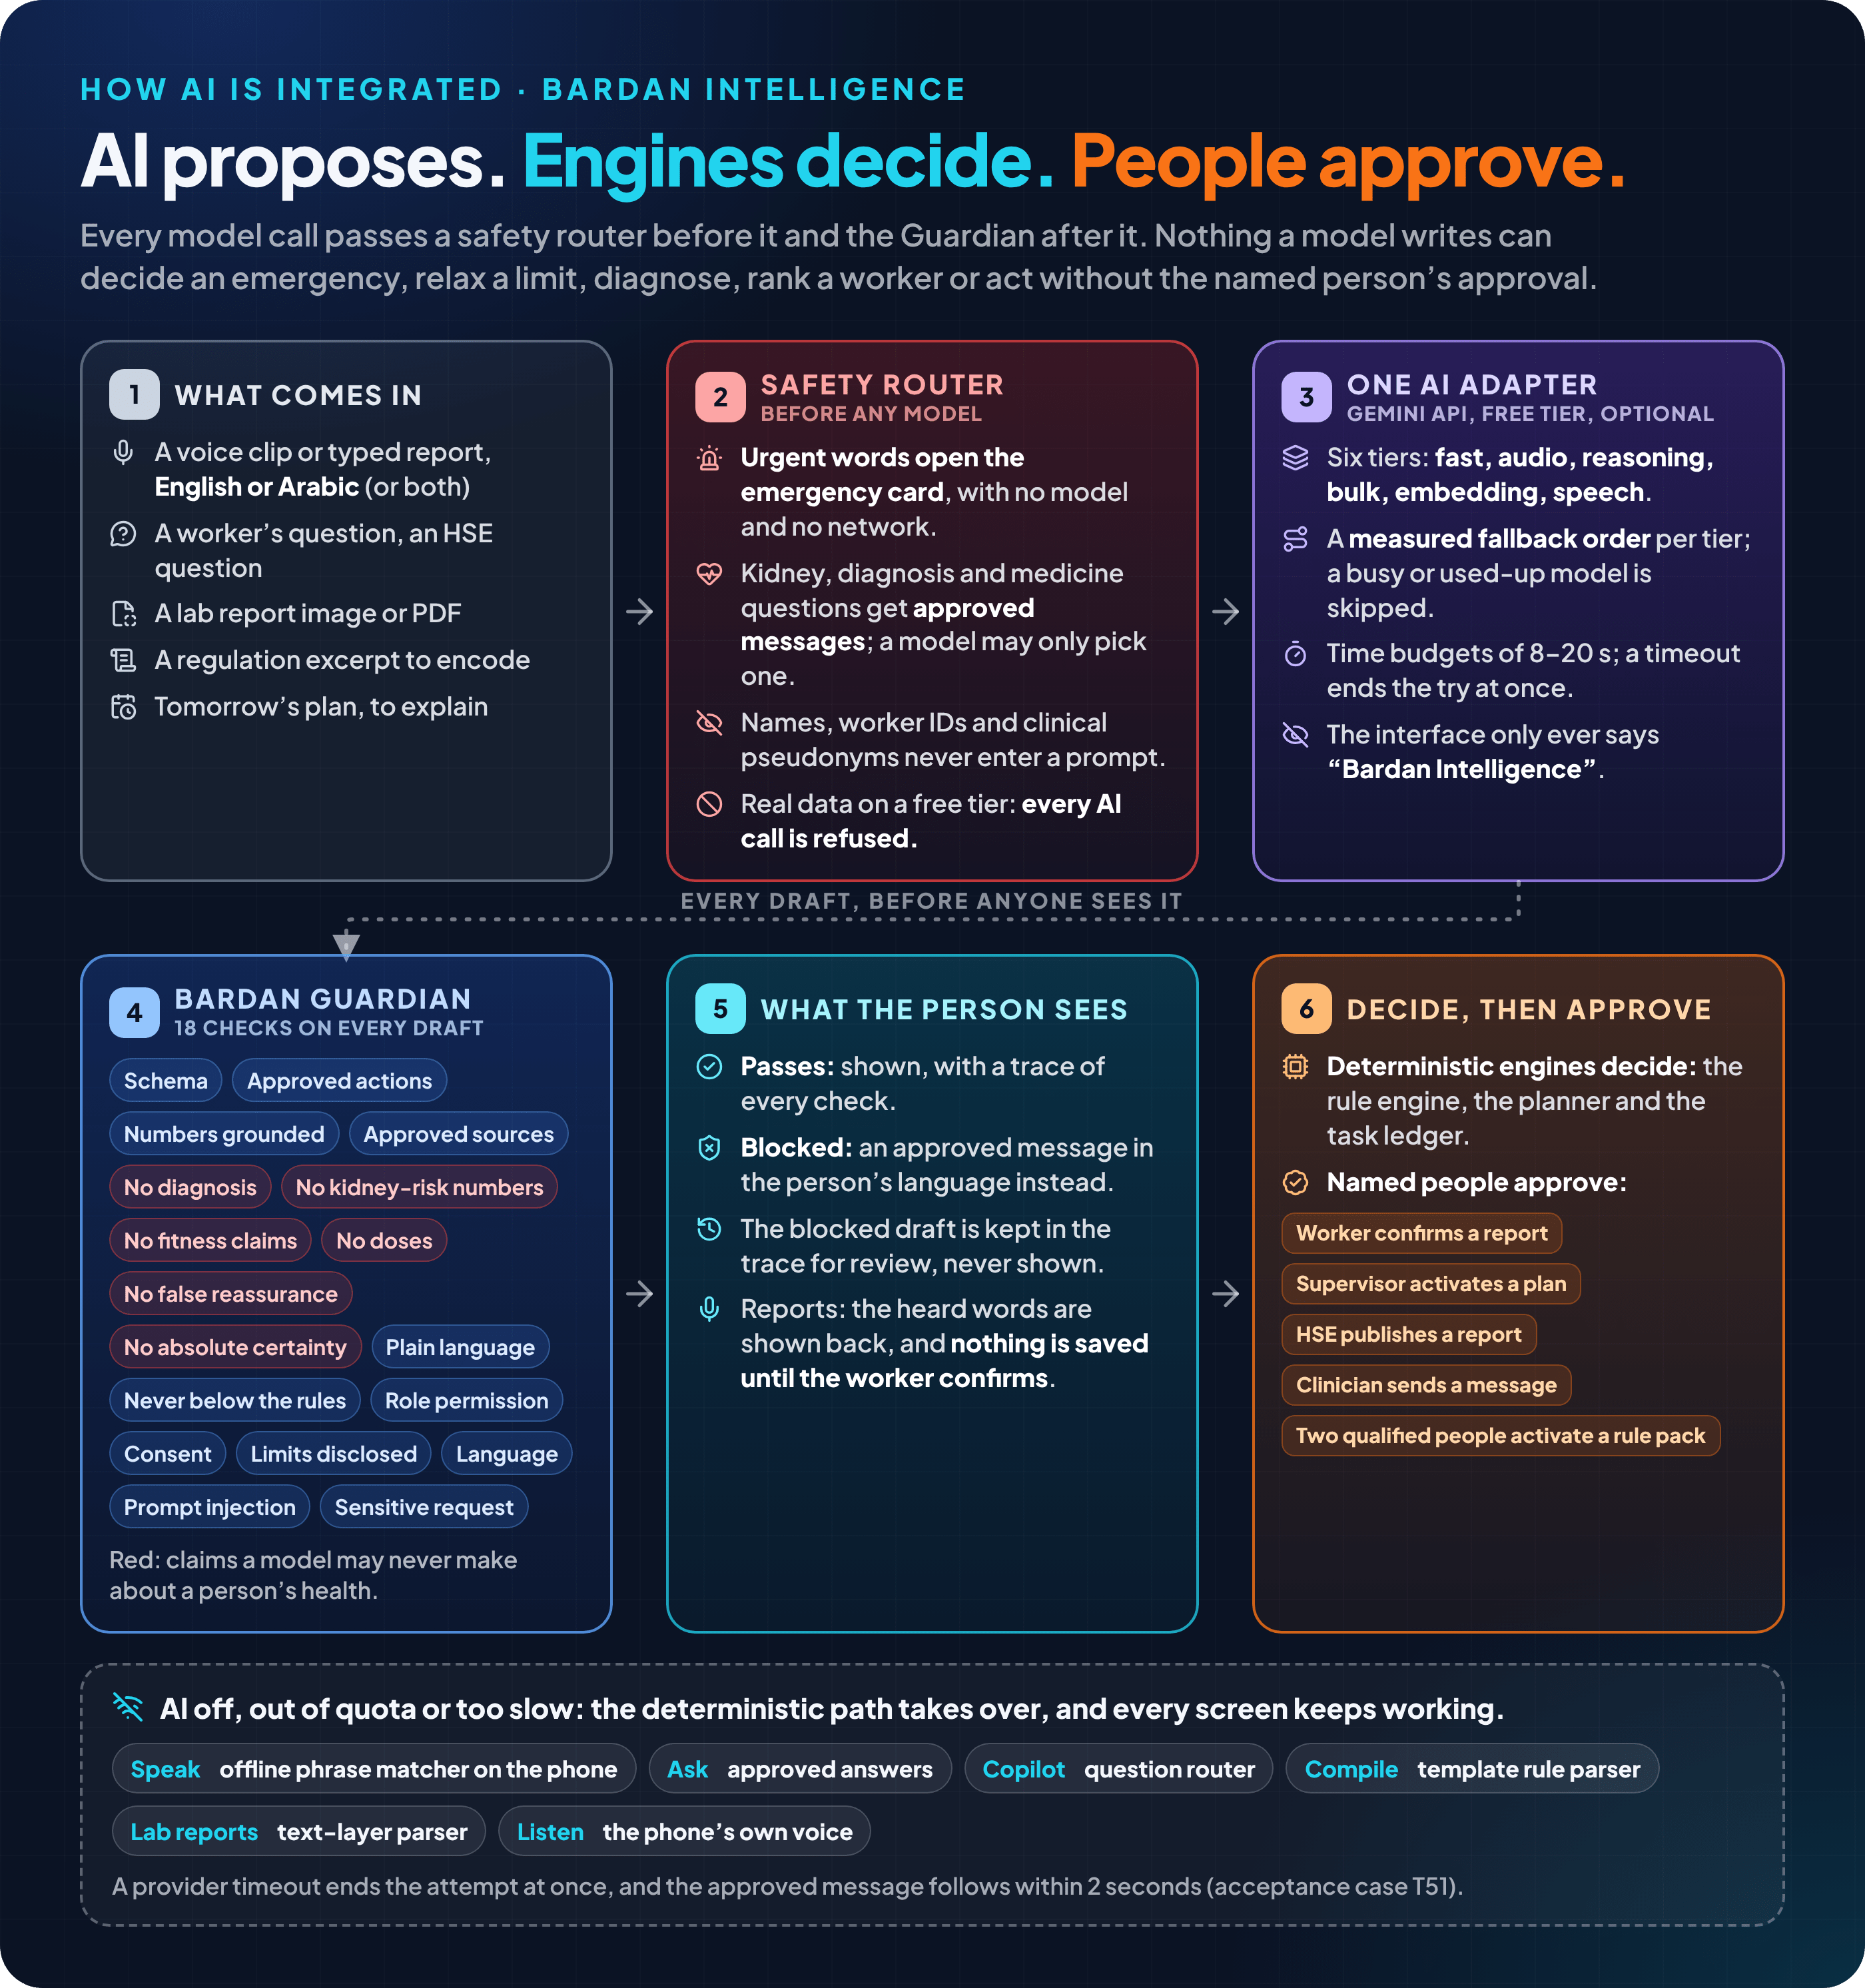 HOW AI IS INTEGRATED · BARDAN INTELLIGENCE
AI proposes. Engines decide. People approve.
Every model call passes a safety router before it and the Guardian after it. Nothing a model writes can
decide an emergency, relax a limit, diagnose, rank a worker or act without the named person’s approval.
1 WHAT COMES IN
A voice clip or typed report,
English or Arabic (or both)
A worker’s question, an HSE
question
A lab report image or PDF
A regulation excerpt to encode
Tomorrow’s plan, to explain
2 SAFETY ROUTER
BEFORE ANY MODEL
Urgent words open the
emergency card, with no model
and no network.
Kidney, diagnosis and medicine
questions get approved
messages; a model may only pick
one.
Names, worker IDs and clinical
pseudonyms never enter a prompt.
Real data on a free tier: every AI
call is refused.
3 ONE AI ADAPTER
GEMINI API, FREE TIER, OPTIONAL
Six tiers: fast, audio, reasoning,
bulk, embedding, speech.
A measured fallback order per tier;
a busy or used-up model is
skipped.
Time budgets of 8–20 s; a timeout
ends the try at once.
The interface only ever says
“Bardan Intelligence”.
EVERY DRAFT, BEFORE ANYONE SEES IT
4 BARDAN GUARDIAN
18 CHECKS ON EVERY DRAFT
Schema Approved actions
Numbers grounded Approved sources
No diagnosis No kidney-risk numbers
No fitness claims No doses
No false reassurance
No absolute certainty Plain language
Never below the rules Role permission
Consent Limits disclosed Language
Prompt injection Sensitive request
Red: claims a model may never make
about a person’s health.
5 WHAT THE PERSON SEES
Passes: shown, with a trace of
every check.
Blocked: an approved message in
the person’s language instead.
The blocked draft is kept in the
trace for review, never shown.
Reports: the heard words are
shown back, and nothing is saved
until the worker confirms.
6 DECIDE, THEN APPROVE
Deterministic engines decide: the
rule engine, the planner and the
task ledger.
Named people approve:
Worker confirms a report
Supervisor activates a plan
HSE publishes a report
Clinician sends a message
Two qualified people activate a rule pack
AI off, out of quota or too slow: the deterministic path takes over, and every screen keeps working.
Speak offline phrase matcher on the phone Ask approved answers Copilot question router Compile template rule parser
Lab reports text-layer parser Listen the phone’s own voice
A provider timeout ends the attempt at once, and the approved message follows within 2 seconds (acceptance case T51).